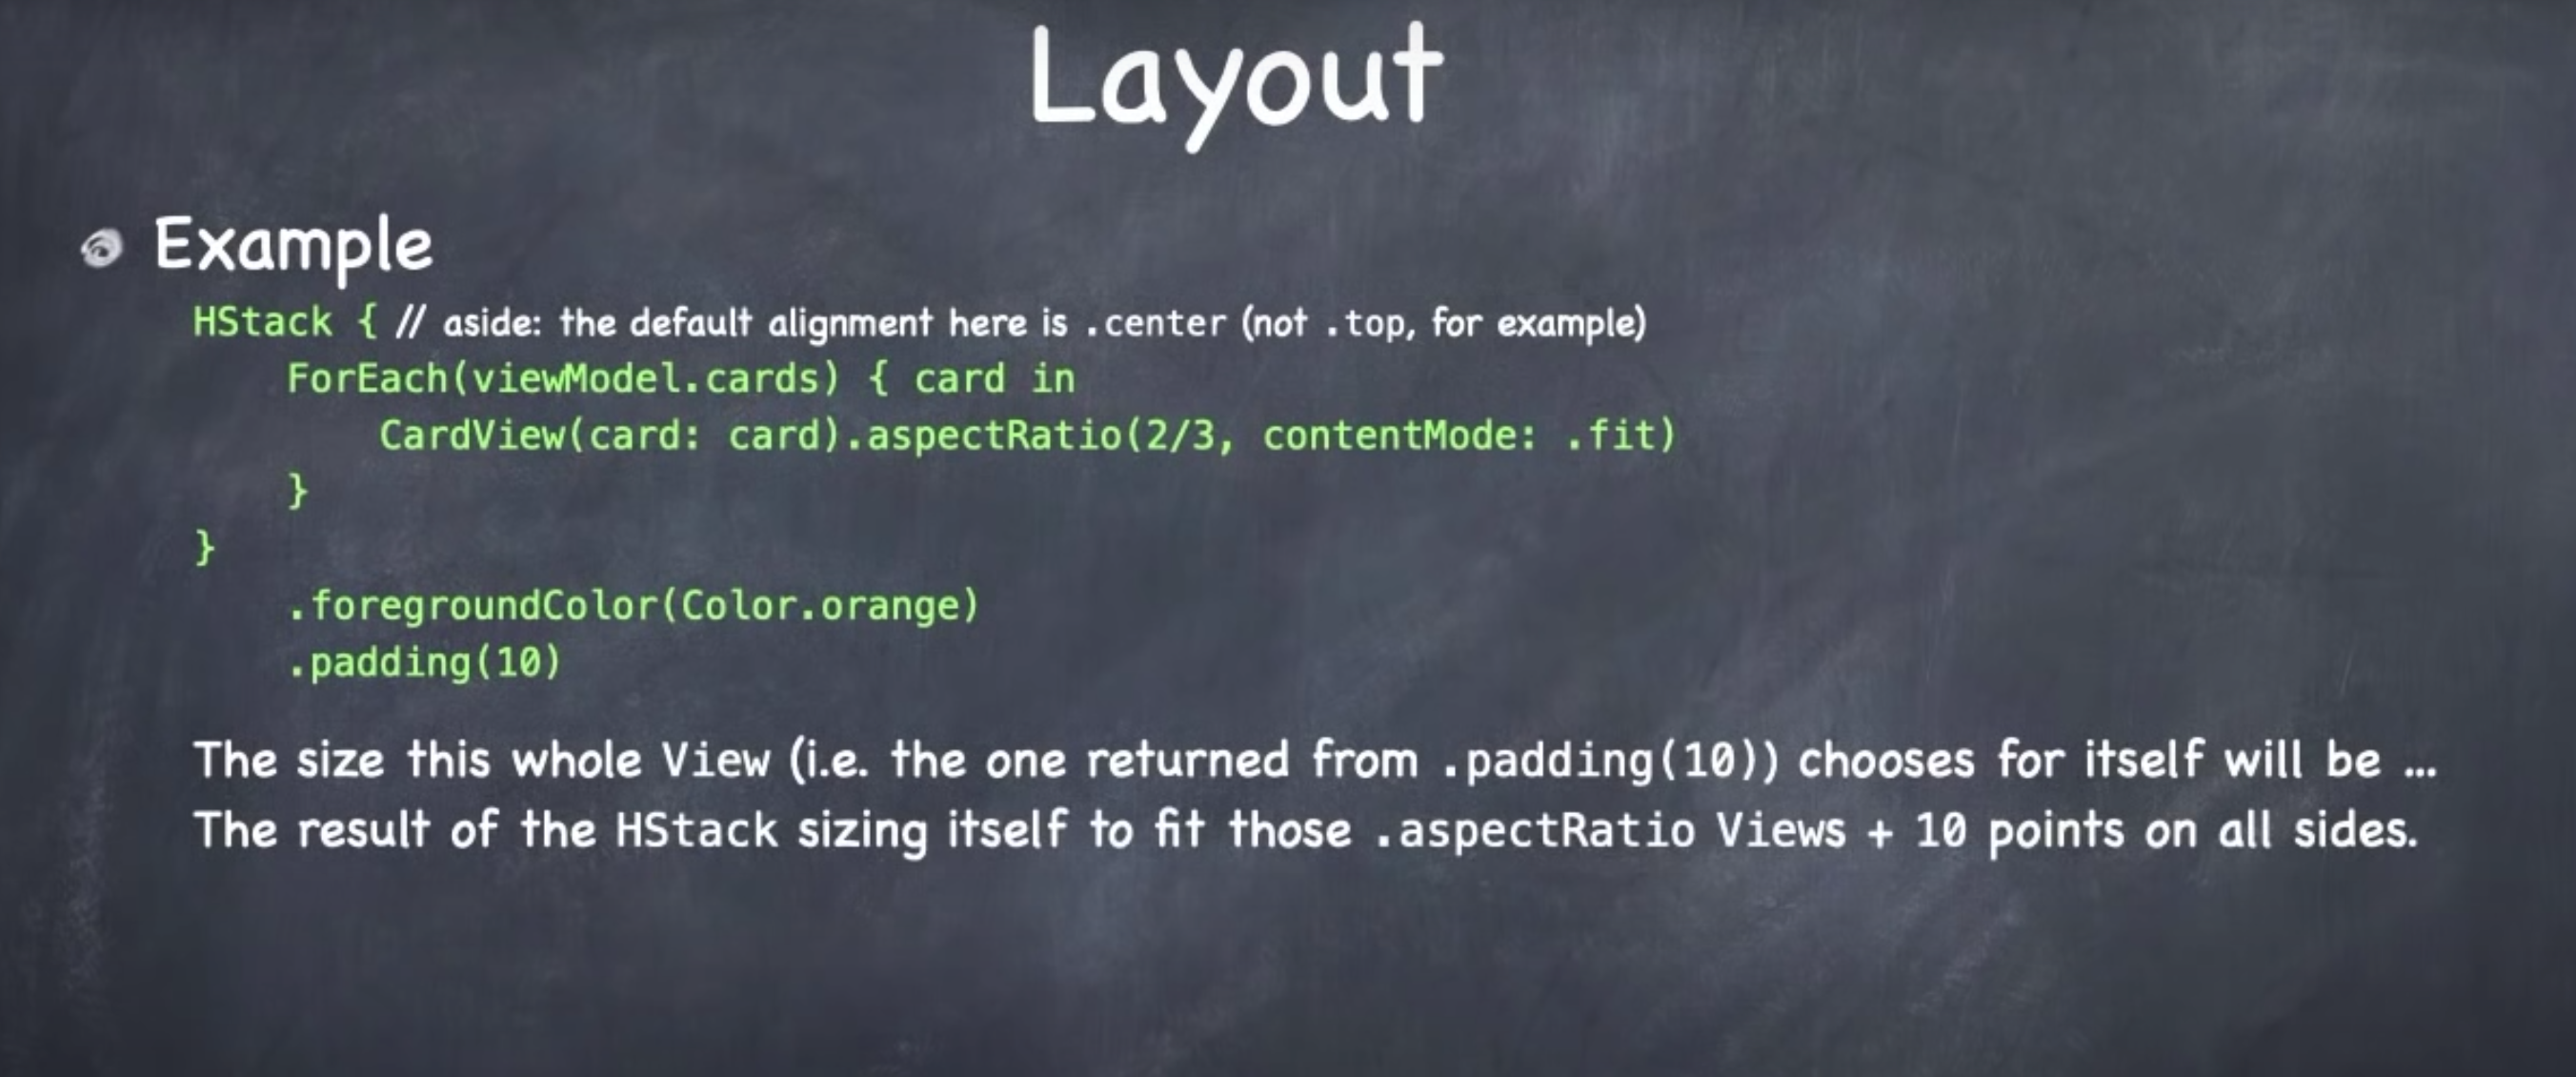 Layout
Example
HStack { // aside: the default alignment here is .center (not .top, for example)
ForEach(viewModel.cards) { card in
CardView(card: card).aspectRatio(2/3, contentMode: .fit)
}
}
.foregroundColor(Color.orange)
.padding(10)
The size this whole View (i.e. the one returned from .padding(10)) chooses for itself will be ...
The result of the HStack sizing itself to fit those .aspectRatio Views + 10 points on all sides.